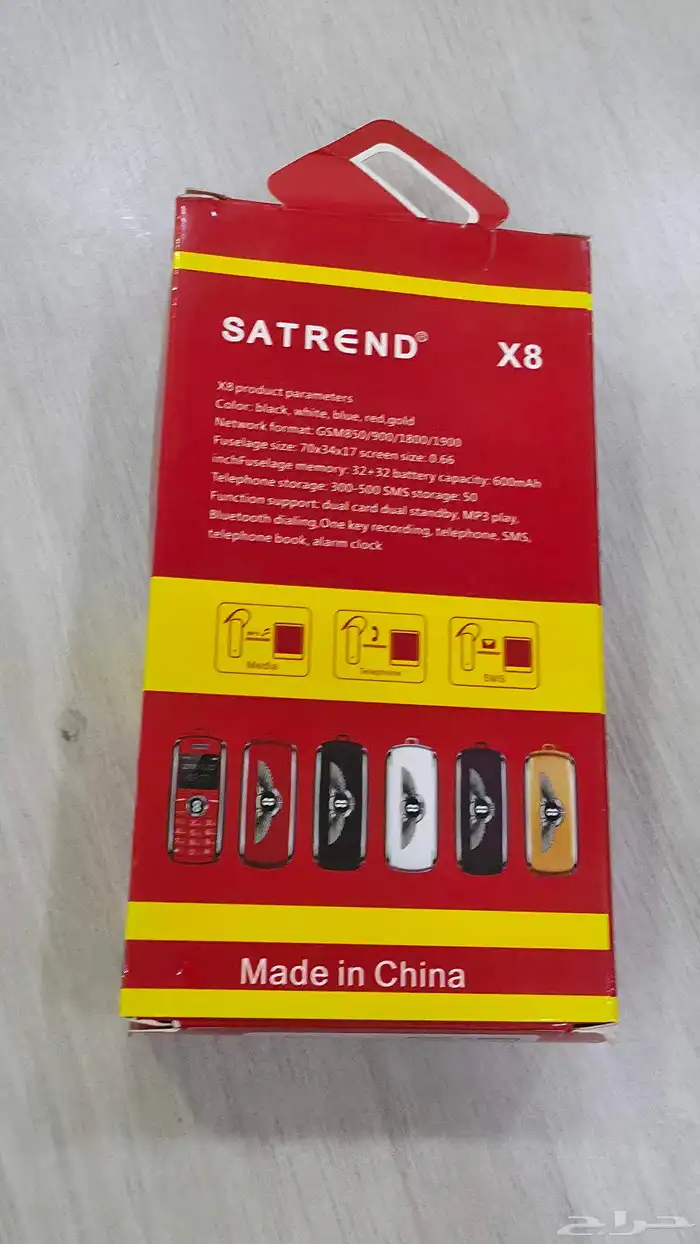 SATREND®
X8
X8 product parameters
Color: black, white, blue, red,gold
Network format: GSM850/900/1800/1900
Fuselage size: 70x34x17 screen size: 0.66
inchFuselage memory: 32+32 battery capacity: 600mAh
Telephone storage: 300-500 SMS storage: 50
Function support: dual card dual standby, MP3 play,
Bluetooth dialing,One key recording, telephone, SMS,
telephone book, alarm clock
Media
Telephone
SMS
Made in China
حراج